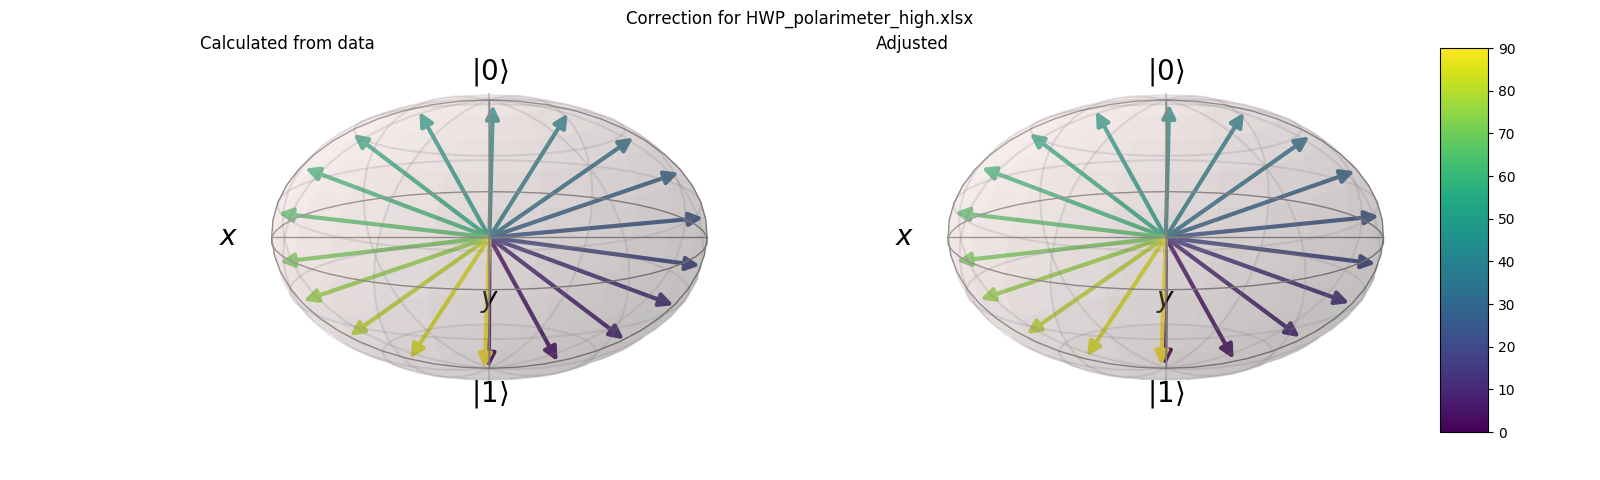 Correction for HWP_polarimeter_high.xlsx
Calculated from data
Adjusted
|0⟩
|0⟩
x
y
x
y
|1⟩
|1⟩
90
80
70
60
50
40
30
20
10
0